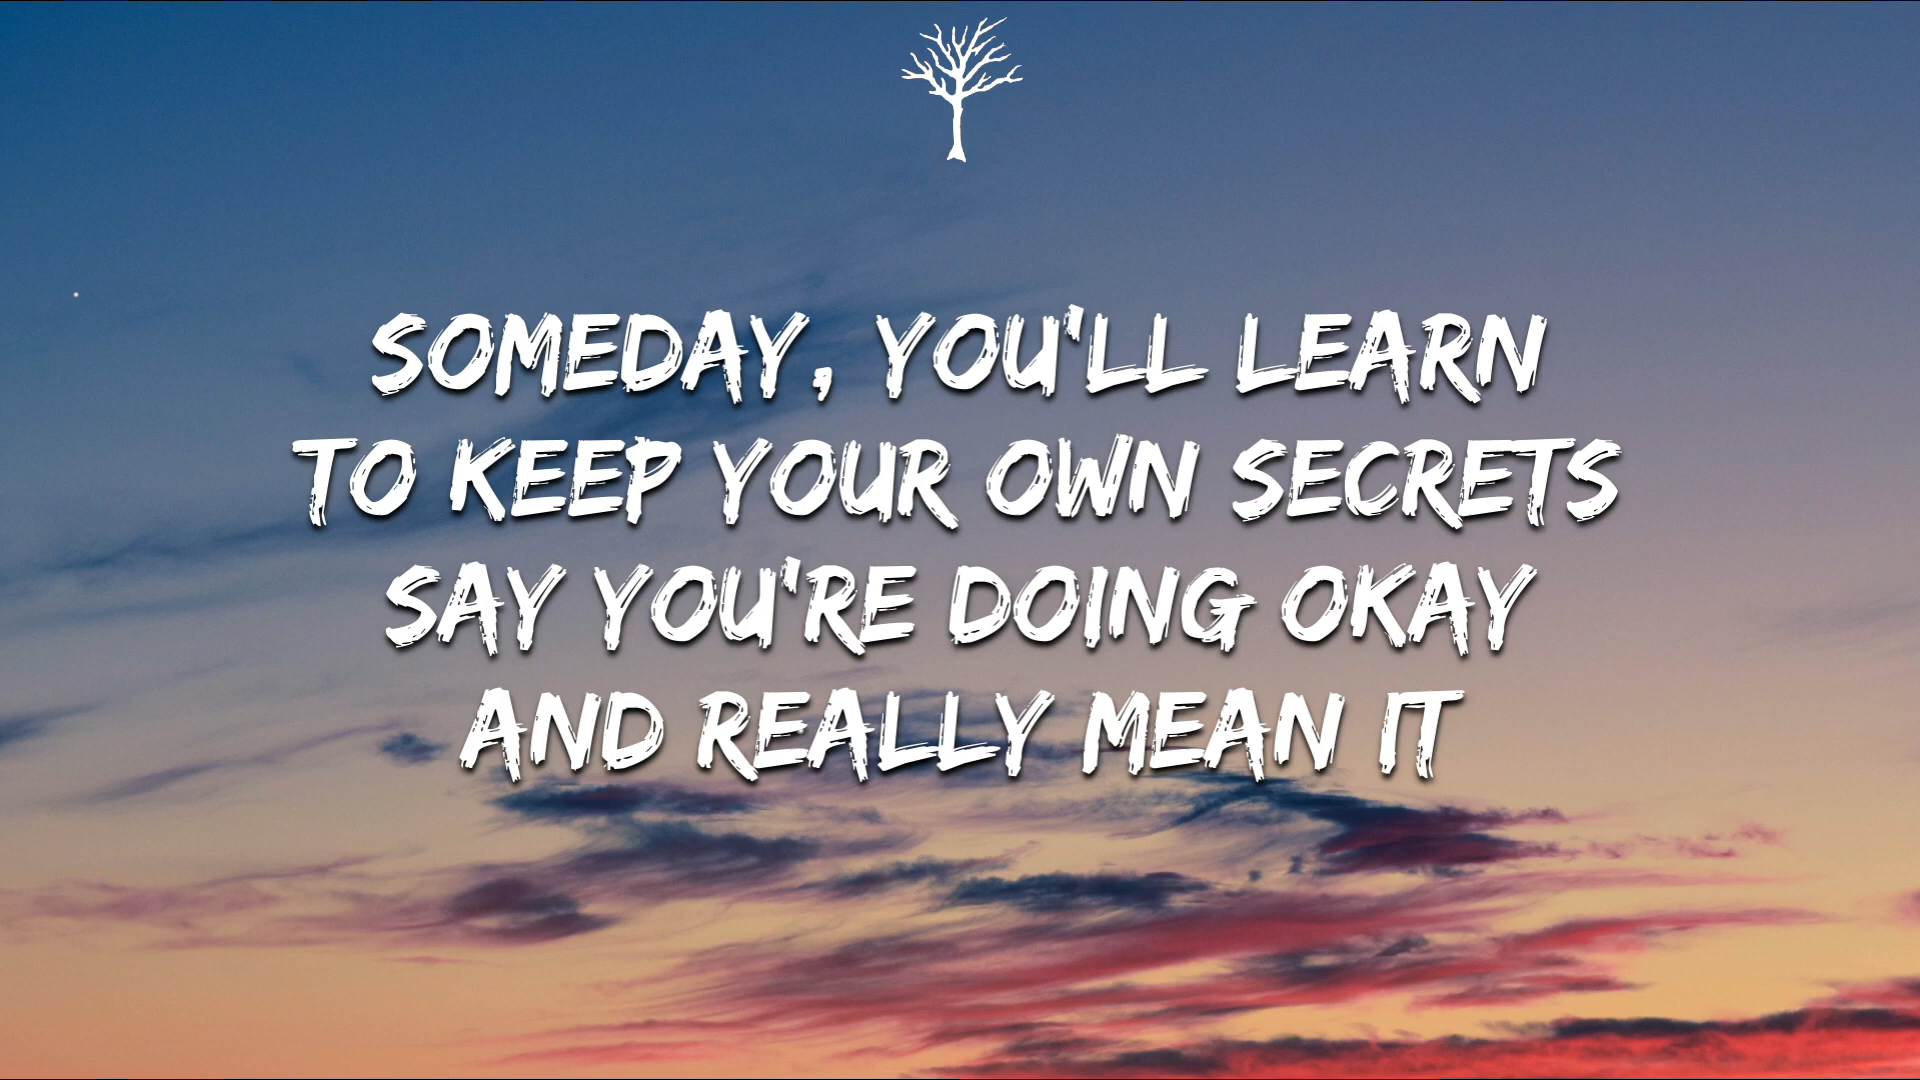 SOMEDAY, YOU'LL LEARN
TO KEEP YOUR OWN SECRETS
SAY YOU'RE DOING OKAY
AND REALLY MEAN IT